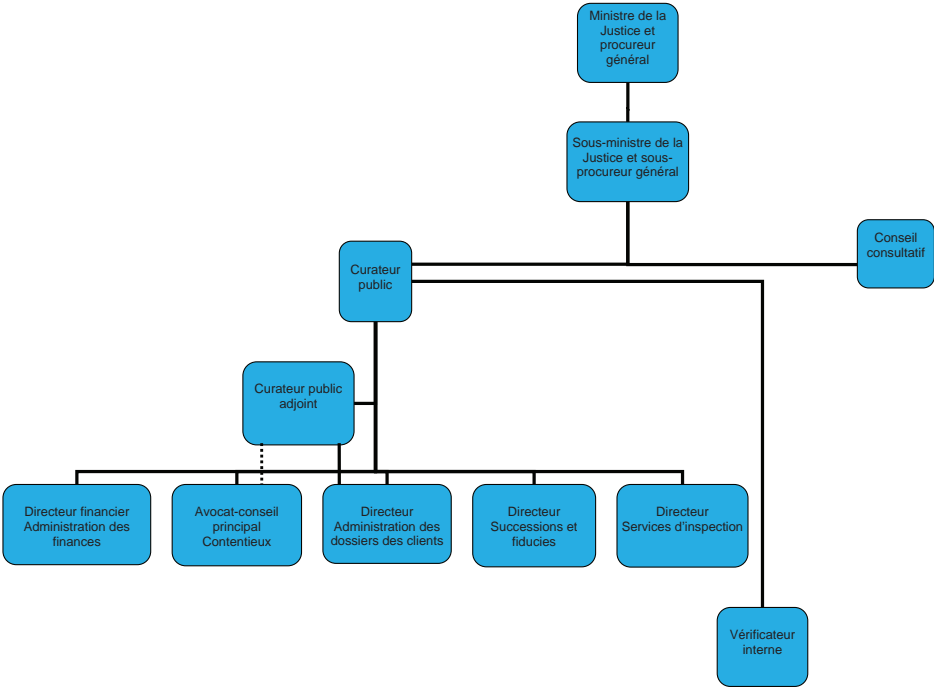 Ministre de la
Justice et
procureur
général
Sous-ministre de la
Justice et sous-
procureur général
Conseil
consultatif
Curateur
public
Curateur public
adjoint
Directeur financier
Administration des
finances
Avocat-conseil
principal
Contentieux
Directeur
Administration des
dossiers des clients
Directeur
Successions et
fiducies
Directeur
Services d'inspection
Vérificateur
interne